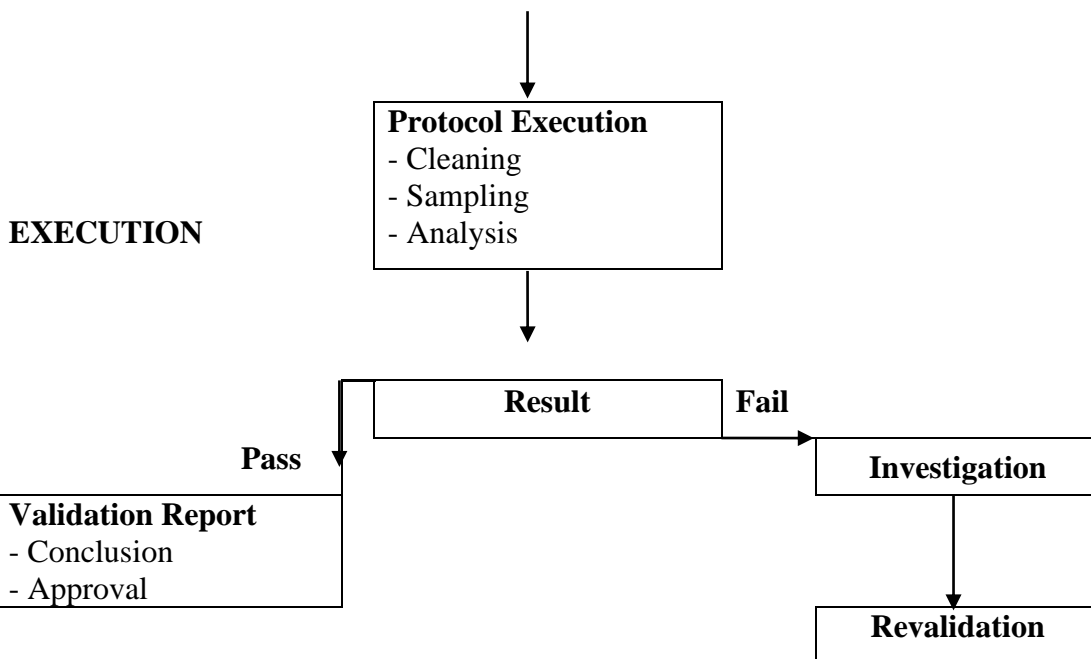 Protocol Execution
- Cleaning
- Sampling
EXECUTION
- Analysis
Result
Fail
Pass
Investigation
Validation Report
- Conclusion
- Approval
Revalidation